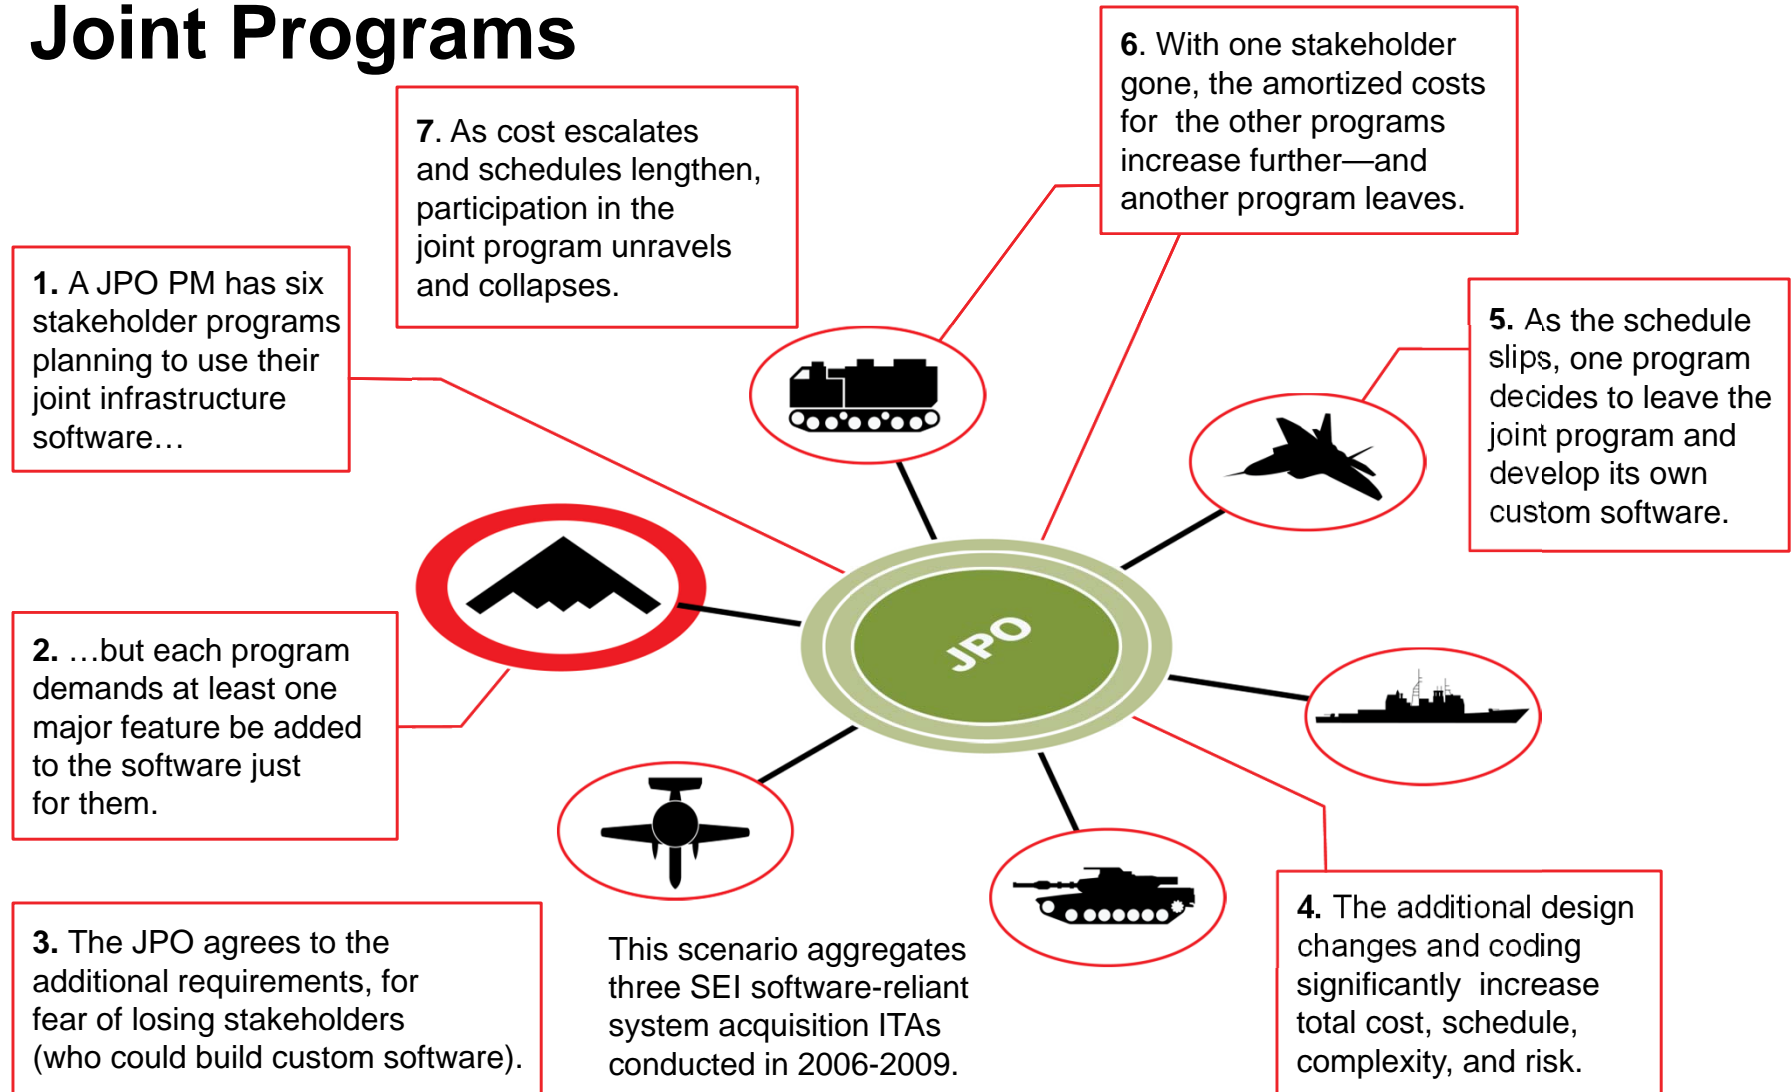 Joint Programs
1. A JPO PM has six
stakeholder programs
planning to use their
joint infrastructure
software…
2. …but each program
demands at least one
major feature be added
to the software just
for them.
3. The JPO agrees to the
additional requirements, for
fear of losing stakeholders
(who could build custom software).
4. The additional design
changes and coding
significantly increase
total cost, schedule,
complexity, and risk.
5. As the schedule
slips, one program
decides to leave the
joint program and
develop its own
custom software.
6. With one stakeholder
gone, the amortized costs
for the other programs
increase further—and
another program leaves.
7. As cost escalates
and schedules lengthen,
participation in the
joint program unravels
and collapses.
JPO
This scenario aggregates
three SEI software-reliant
system acquisition ITAs
conducted in 2006-2009.